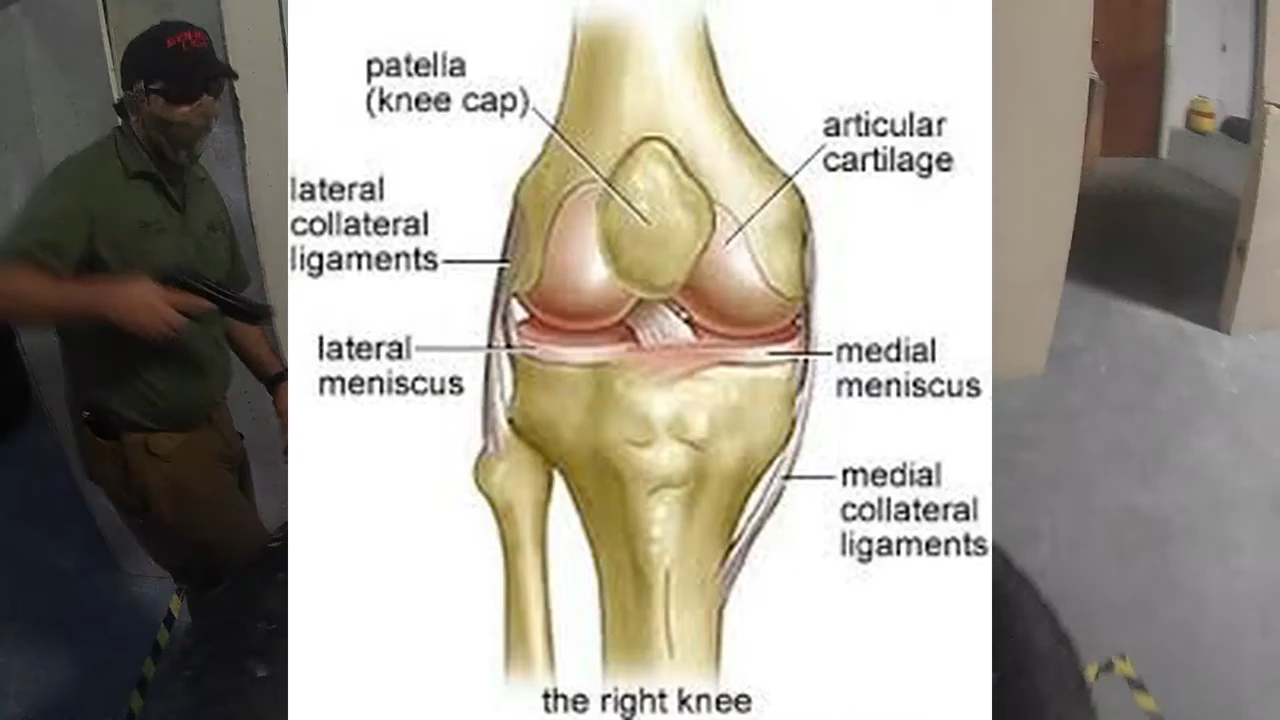 patella
(knee cap)
articular
cartilage
lateral
collateral
ligaments
lateral
meniscus
medial
meniscus
medial
collateral
ligaments
the right knee